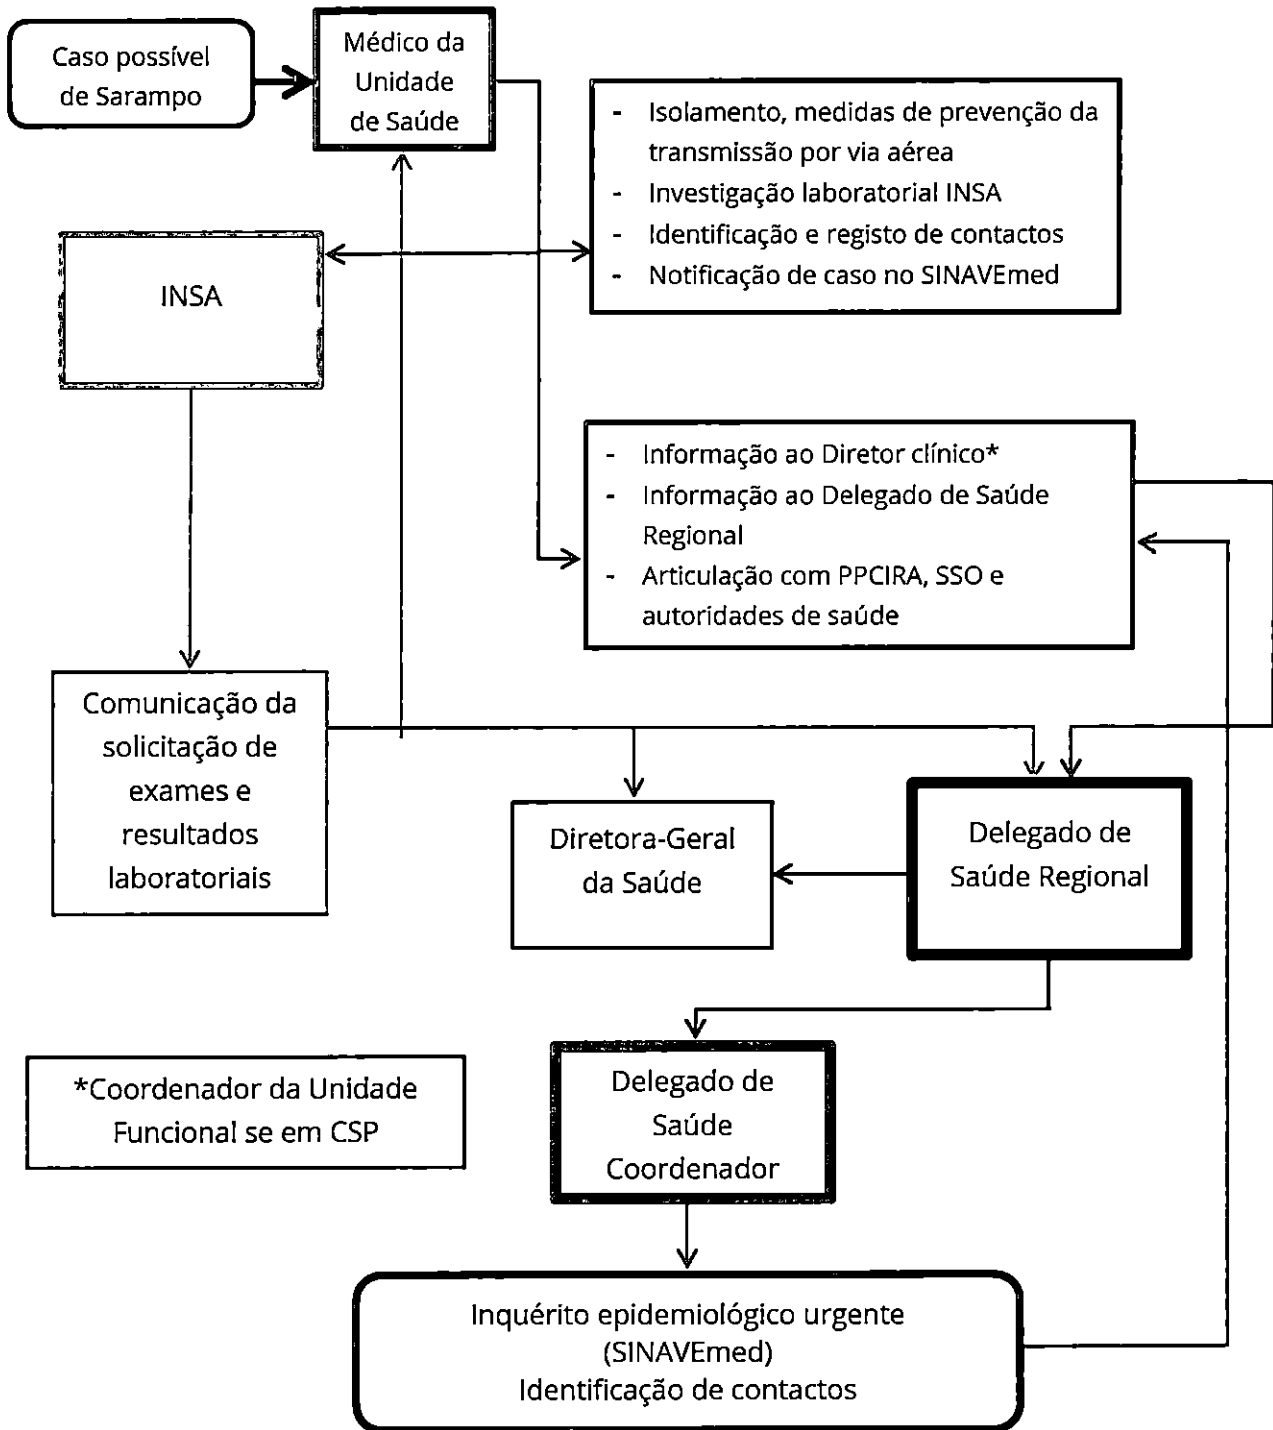 Caso possível
de Sarampo
Médico da
Unidade
de Saúde
- Isolamento, medidas de prevenção da
transmissão por via aérea
- Investigação laboratorial INSA
- Identificação e registo de contactos
- Notificação de caso no SINAVEmed
INSA
- Informação ao Diretor clínico*
- Informação ao Delegado de Saúde
Regional
- Articulação com PPCIRA, SSO e
autoridades de saúde
Comunicação da
solicitação de
exames e
resultados
laboratoriais
Diretora-Geral
da Saúde
Delegado de
Saúde Regional
*Coordenador da Unidade
Funcional se em CSP
Delegado de
Saúde
Coordenador
Inquérito epidemiológico urgente
(SINAVEmed)
Identificação de contactos